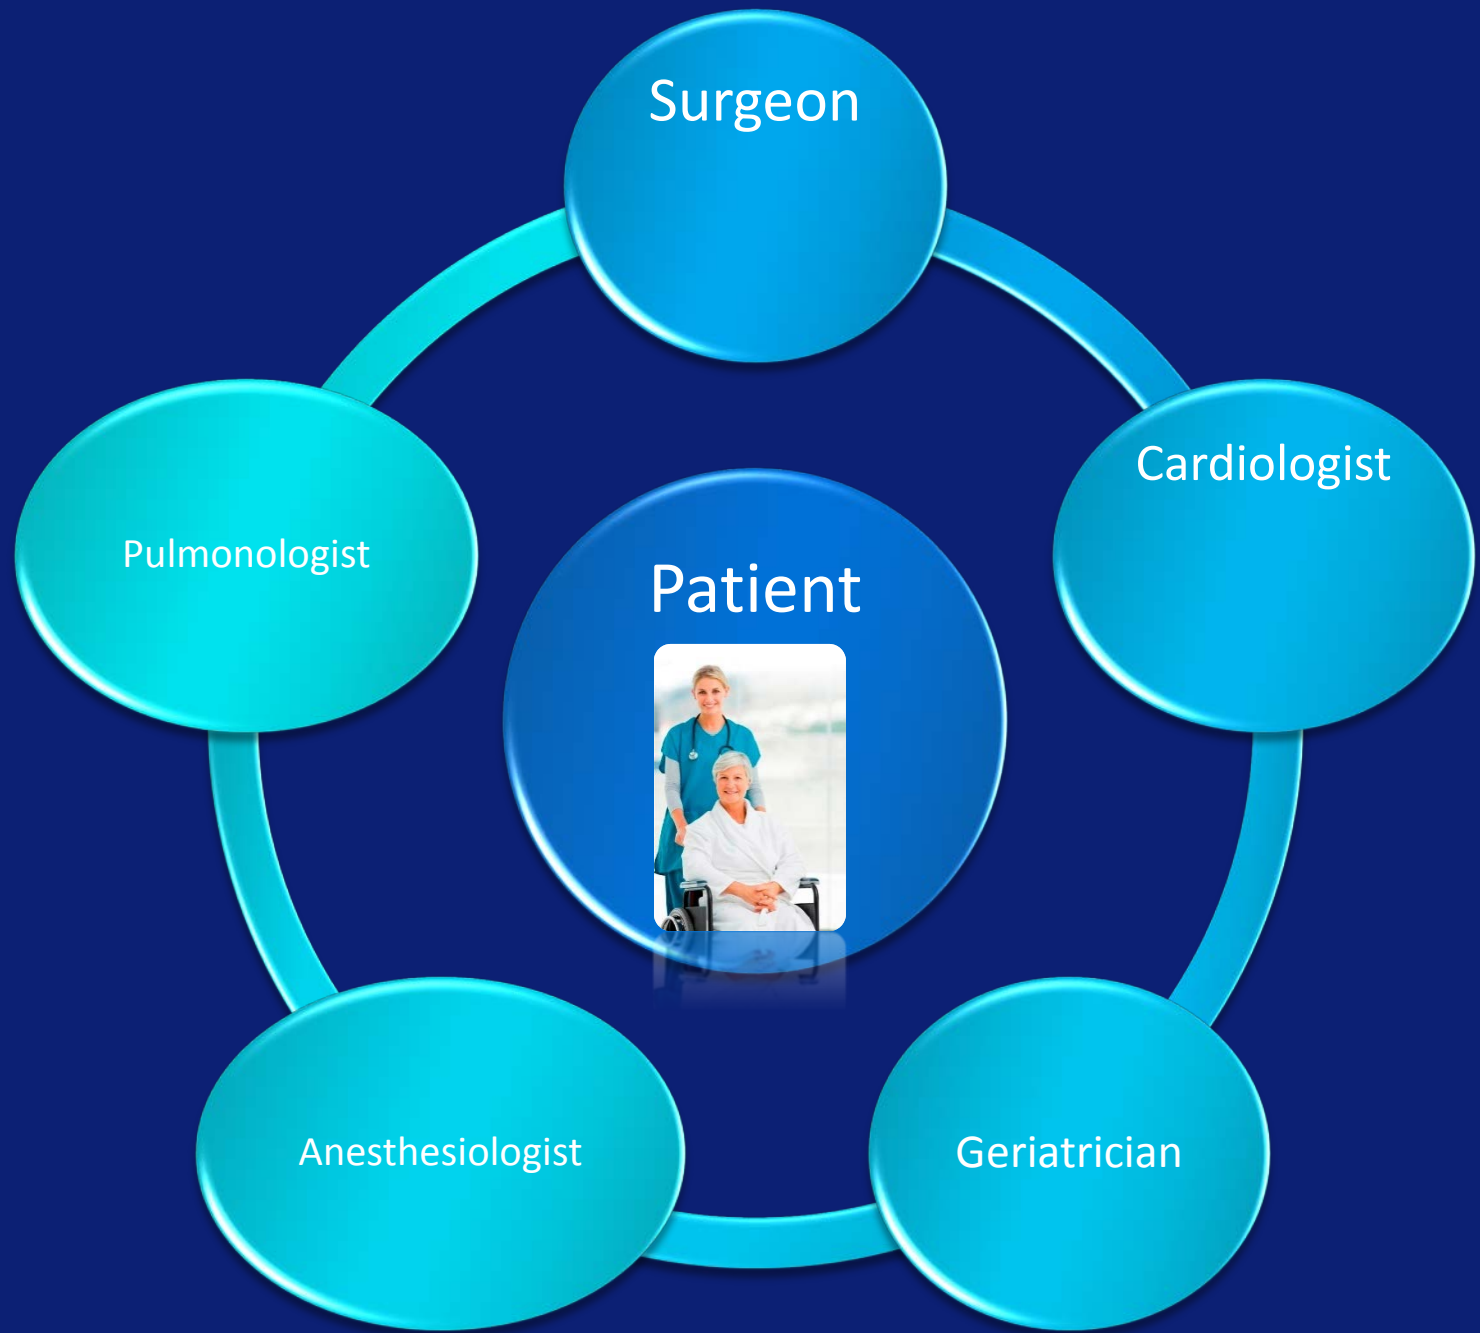 Surgeon
Cardiologist
Pulmonologist
Patient
Anesthesiologist
Geriatrician